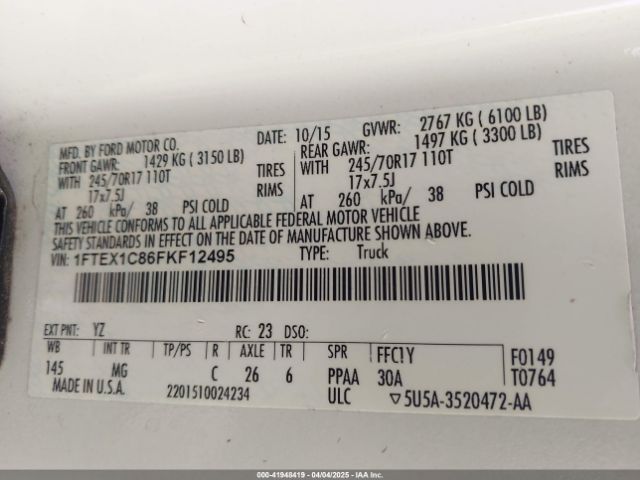 MFD. BY FORD MOTOR CO. DATE: 10/15 GVWR: 2767 KG ( 6100 LB)
FRONT GAWR: 1429 KG ( 3150 LB) REAR GAWR: 1497 KG ( 3300 LB)
WITH 245/70R17 110T TIRES WITH 245/70R17 110T TIRES
17x7.5J RIMS 17x7.5J RIMS
AT 260 kPa/ 38 PSI COLD AT 260 kPa/ 38 PSI COLD
THIS VEHICLE CONFORMS TO ALL APPLICABLE FEDERAL MOTOR VEHICLE
SAFETY STANDARDS IN EFFECT ON THE DATE OF MANUFACTURE SHOWN ABOVE.
VIN: 1FTEX1C86FKF12495 TYPE: Truck
EXT PNT: YZ RC: 23 DSO:
WB INT TR TP/PS R AXLE TR SPR FFC1Y F0149
145 MG C 26 6 PPAA 30A T0764
MADE IN U.S.A. 2201510024234 ULC ▽5U5A-3520472-AA
000-41948419 - 04/04/2025 - IAA Inc.